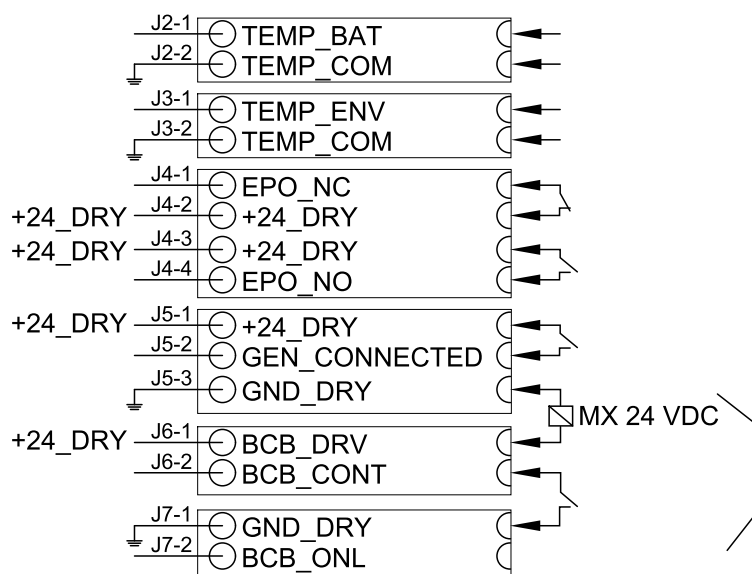 J2-1 TEMP_BAT
J2-2 TEMP_COM
J3-1 TEMP_ENV
J3-2 TEMP_COM
J4-1 EPO_NC
+24_DRY J4-2 +24_DRY
+24_DRY J4-3 +24_DRY
J4-4 EPO_NO
+24_DRY J5-1 +24_DRY
J5-2 GEN_CONNECTED
J5-3 GND_DRY
MX 24 VDC
+24_DRY J6-1 BCB_DRV
J6-2 BCB_CONT
J7-1 GND_DRY
J7-2 BCB_ONL